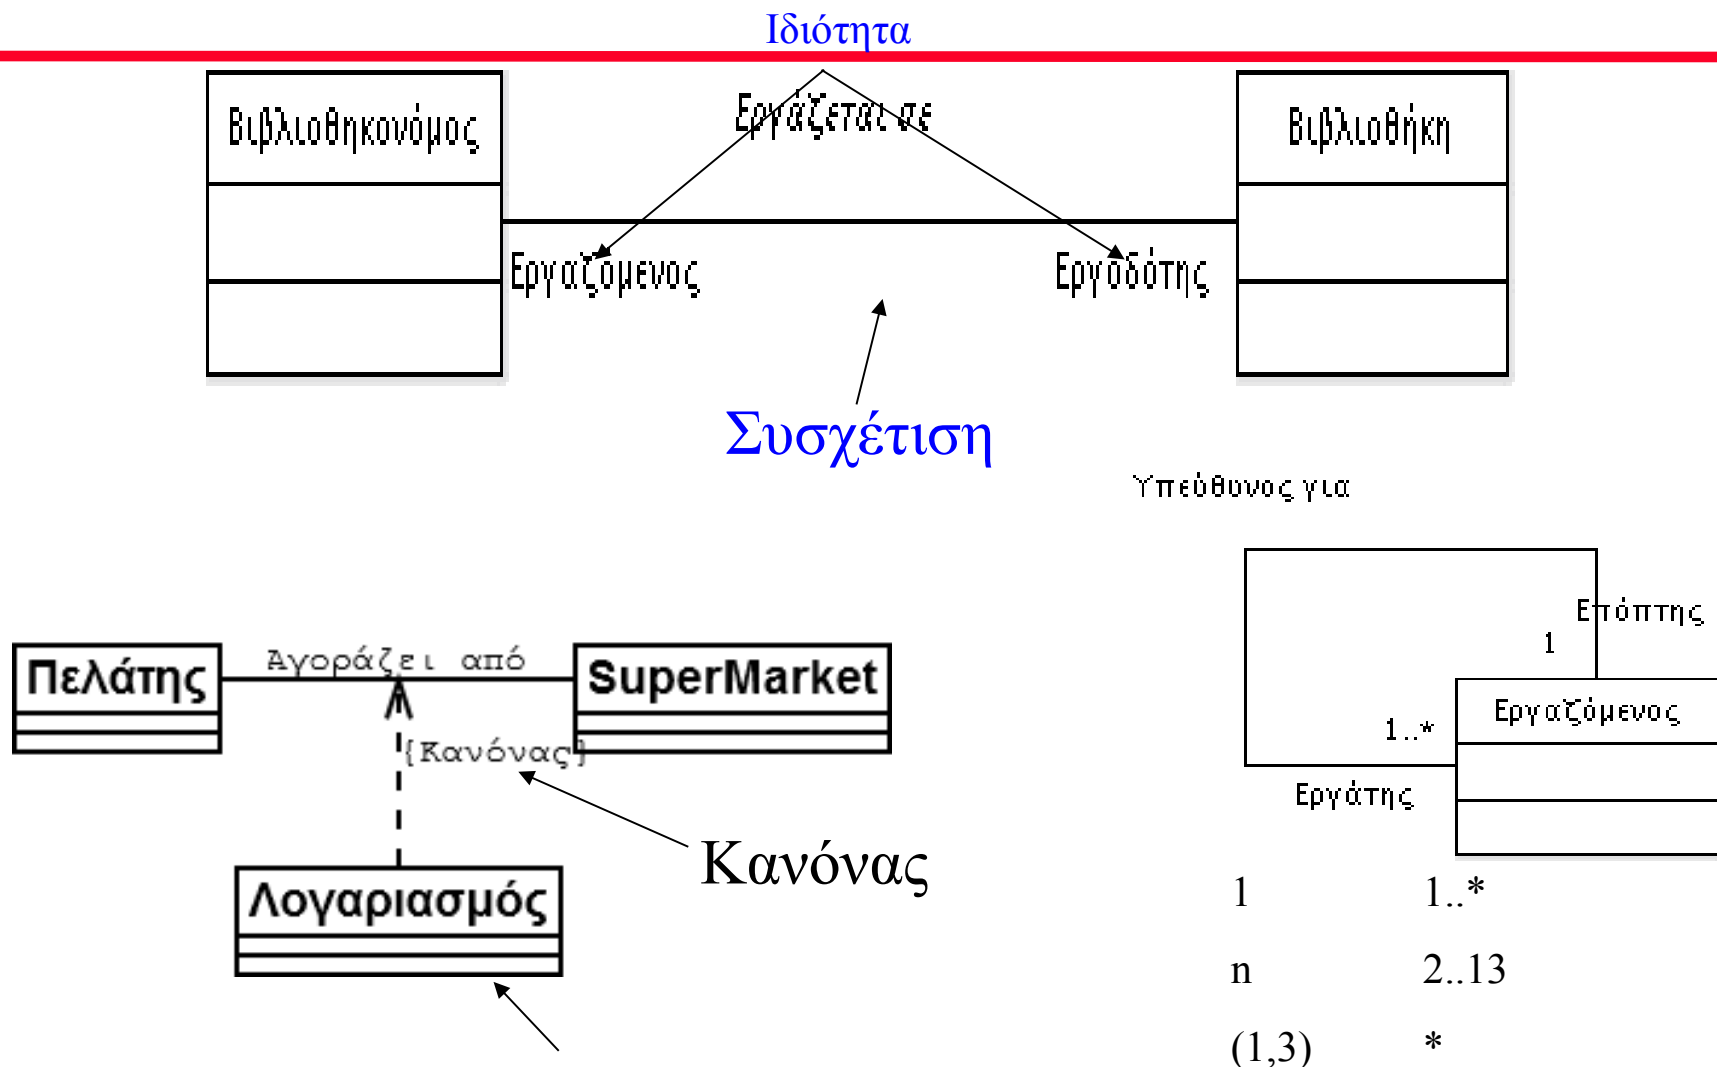 Ιδιότητα
Βιβλιοθηκονόμος
Εργάζεται σε
Βιβλιοθήκη
Εργαζόμενος
Εργοδότης
Συσχέτιση
Υπεύθυνος για
Επόπτης
1
Πελάτης
Αγοράζει από
SuperMarket
Εργαζόμενος
1..*
{Κανόνας}
Εργάτης
Κανόνας
Λογαριασμός
1 1..*
n 2..13
(1,3) *